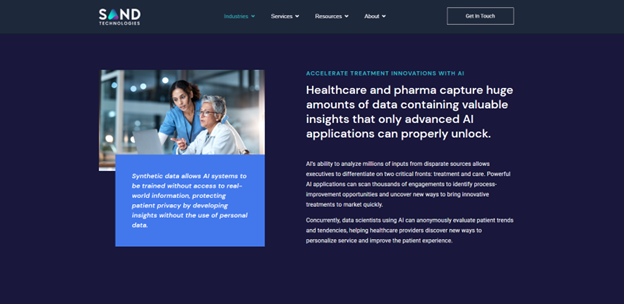 SAND
TECHNOLOGIES
Industries
Services
Resources
About
Get In Touch
ACCELERATE TREATMENT INNOVATIONS WITH AI
Healthcare and pharma capture huge
amounts of data containing valuable
insights that only advanced AI
applications can properly unlock.
Synthetic data allows AI systems to
be trained without access to real-
world information, protecting
patient privacy by developing
insights without the use of personal
data.
AI's ability to analyze millions of inputs from disparate sources allows
executives to differentiate on two critical fronts: treatment and care. Powerful
AI applications can scan thousands of engagements to identify process-
improvement opportunities and uncover new ways to bring innovative
treatments to market quickly.
Concurrently, data scientists using AI can anonymously evaluate patient trends
and tendencies, helping healthcare providers discover new ways to
personalize service and improve the patient experience.